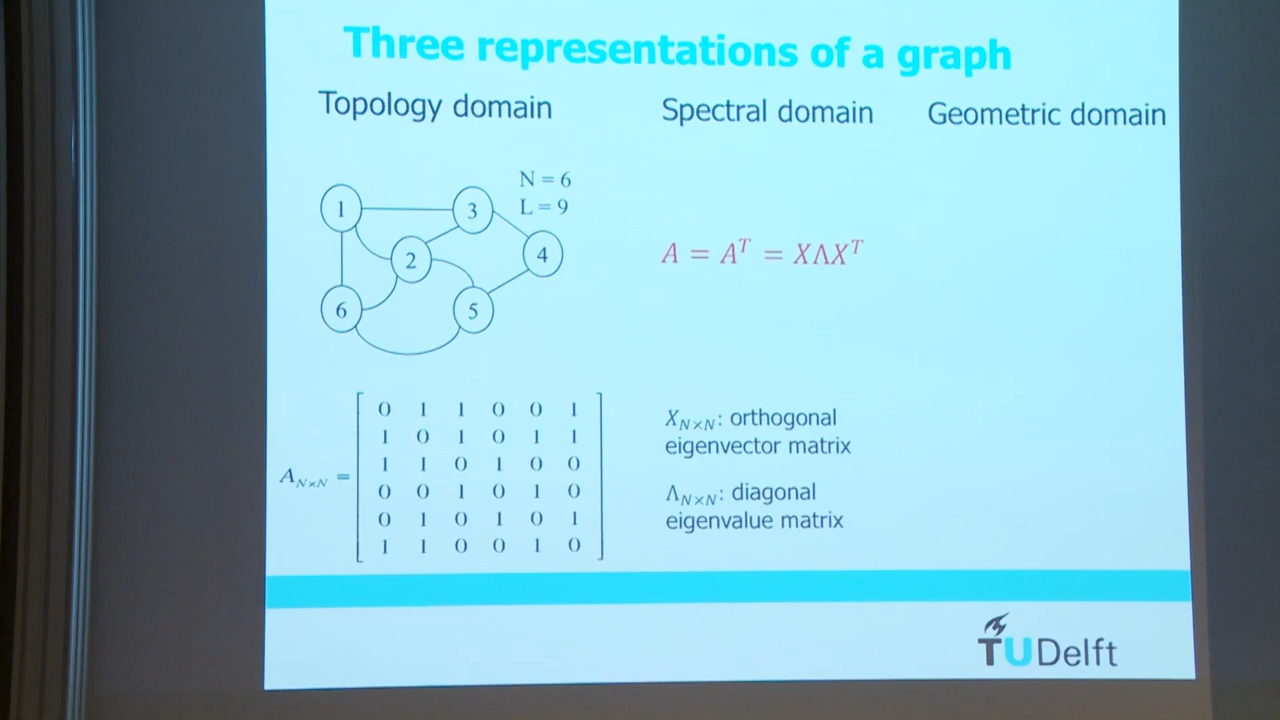 Three representations of a graph
Topology domain
Spectral domain
Geometric domain
N = 6
L = 9
1
3
2
4
6
5
A = Aᵀ = XΛXᵀ
A_{N×N} =
0 1 1 0 0 1
1 0 1 0 1 1
1 1 0 1 0 0
0 0 1 0 1 0
0 1 0 1 0 1
1 1 0 0 1 0
X_{N×N}: orthogonal
eigenvector matrix
Λ_{N×N}: diagonal
eigenvalue matrix
TUDelft